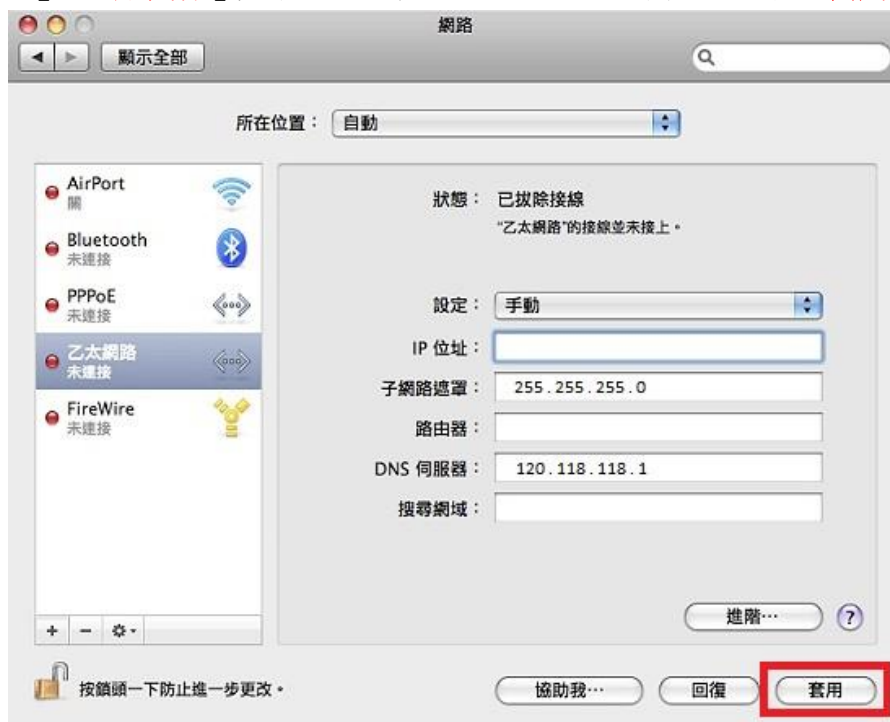 網路
顯示全部
所在位置： 自動
AirPort
關
Bluetooth
未連接
PPPoE
未連接
乙太網路
未連接
FireWire
未連接
狀態： 已拔除接線
“乙太網路”的接線並未接上。
設定： 手動
IP 位址：
子網路遮罩： 255.255.255.0
路由器：
DNS 伺服器： 120.118.118.1
搜尋網域：
進階… ?
按鎖頭一下防止進一步更改。
協助我… 回復 套用